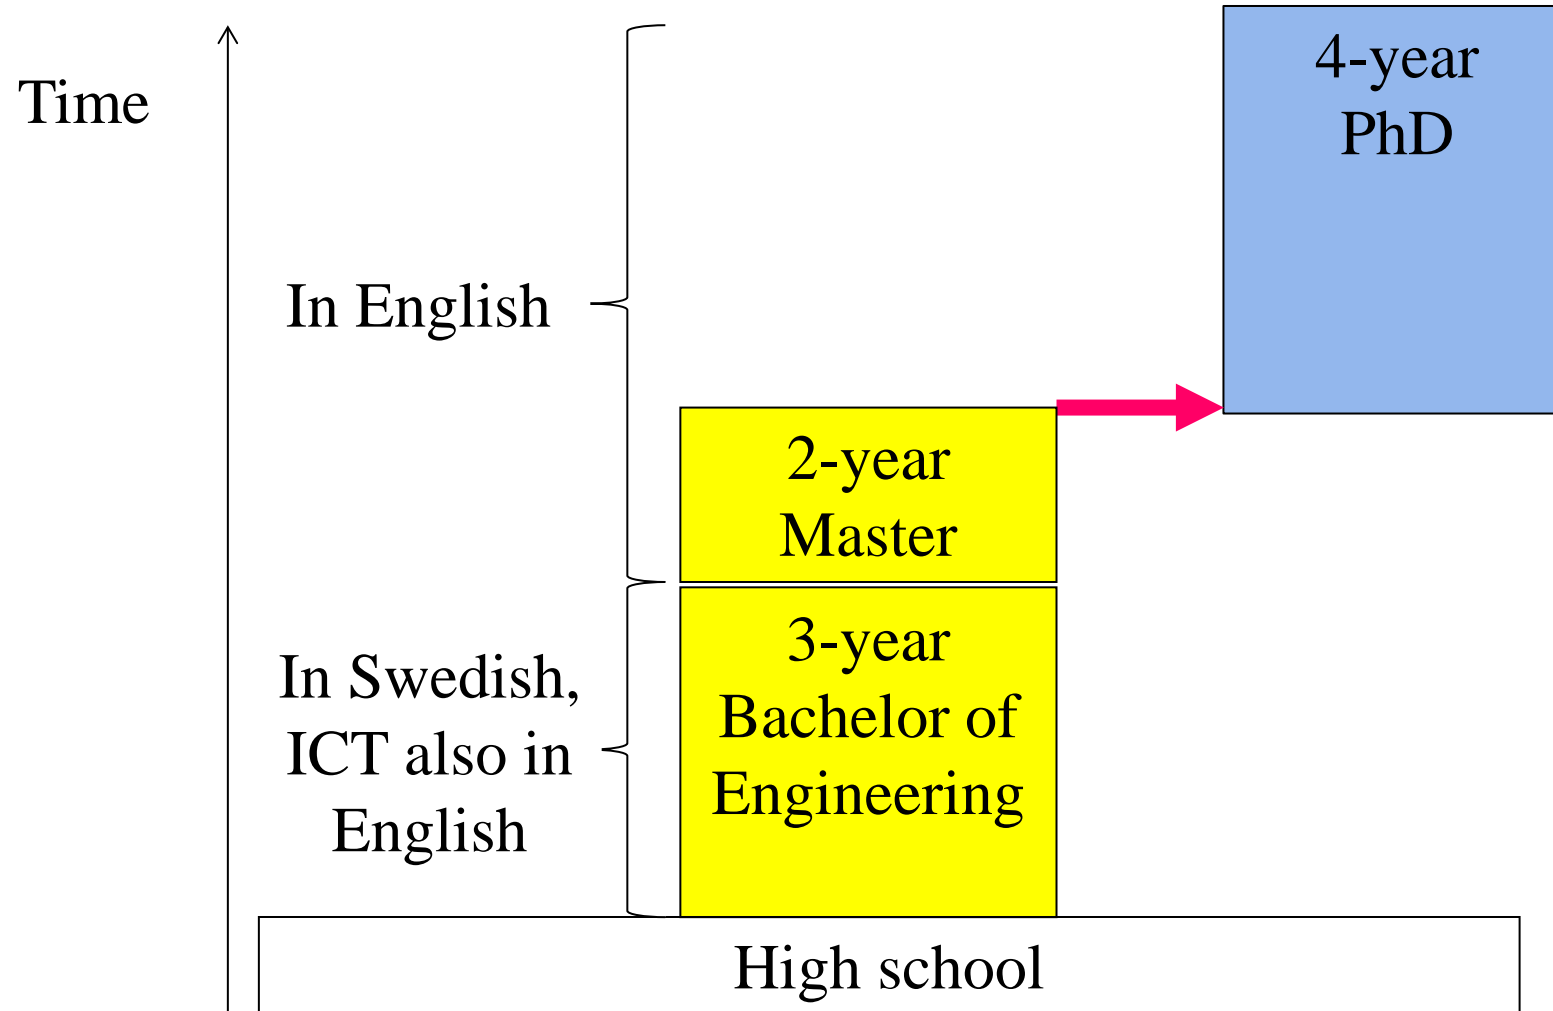 4-year
PhD
Time
In English
2-year
Master
3-year
Bachelor of
Engineering
In Swedish,
ICT also in
English
High school